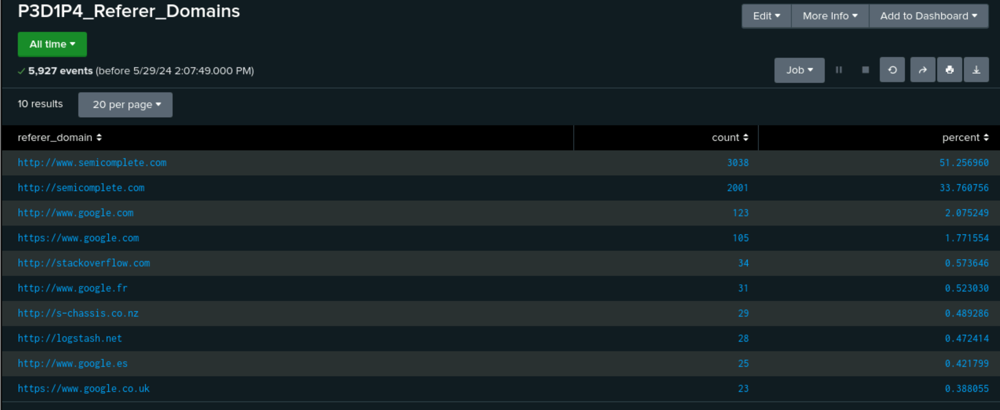 P3D1P4_Referer_Domains
Edit More Info Add to Dashboard
All time
5,927 events (before 5/29/24 2:07:49.000 PM)
Job
10 results 20 per page
referer_domain count percent
http://www.semicomplete.com 3038 51.256960
http://semicomplete.com 2001 33.760756
http://www.google.com 123 2.075249
https://www.google.com 105 1.771554
http://stackoverflow.com 34 0.573646
http://www.google.fr 31 0.523030
http://s-chassis.co.nz 29 0.489286
http://logstash.net 28 0.472414
http://www.google.es 25 0.421799
https://www.google.co.uk 23 0.388055